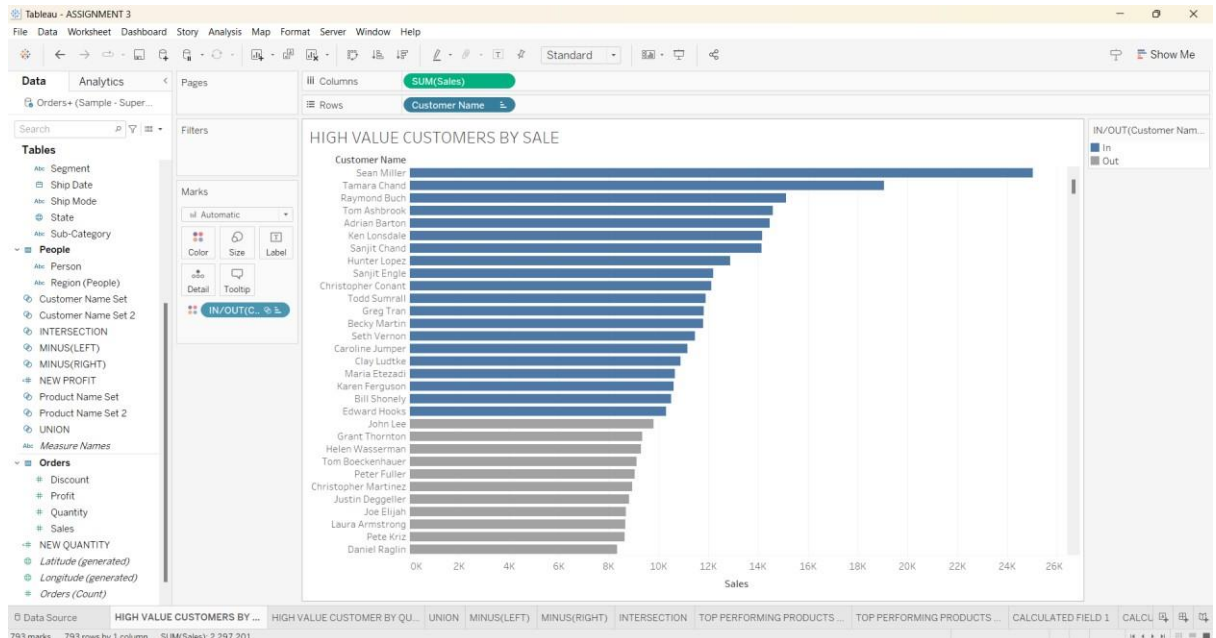 Tableau - ASSIGNMENT 3
File Data Worksheet Dashboard Story Analysis Map Format Server Window Help
Standard
Show Me
Data Analytics
Orders+ (Sample - Super...
Search
Tables
Abc Segment
Ship Date
Abc Ship Mode
State
Abc Sub-Category
People
Abc Person
Abc Region (People)
Customer Name Set
Customer Name Set 2
INTERSECTION
MINUS(LEFT)
MINUS(RIGHT)
NEW PROFIT
Product Name Set
Product Name Set 2
UNION
Abc Measure Names
Orders
# Discount
# Profit
# Quantity
# Sales
NEW QUANTITY
Latitude (generated)
Longitude (generated)
# Orders (Count)
Pages
Filters
Marks
Automatic
Color Size Label
Detail Tooltip
IN/OUT(C..
Columns SUM(Sales)
Rows Customer Name
HIGH VALUE CUSTOMERS BY SALE
Customer Name
Sean Miller
Tamara Chand
Raymond Buch
Tom Ashbrook
Adrian Barton
Ken Lonsdale
Sanjit Chand
Hunter Lopez
Sanjit Engle
Christopher Conant
Todd Sumrall
Greg Tran
Becky Martin
Seth Vernon
Caroline Jumper
Clay Ludtke
Maria Etezadi
Karen Ferguson
Bill Shonely
Edward Hooks
John Lee
Grant Thornton
Helen Wasserman
Tom Boeckenhauer
Peter Fuller
Christopher Martinez
Justin Deggeller
Joe Elijah
Laura Armstrong
Pete Kriz
Daniel Raglin
0K 2K 4K 6K 8K 10K 12K 14K 16K 18K 20K 22K 24K 26K
Sales
IN/OUT(Customer Nam...
In
Out
Data Source HIGH VALUE CUSTOMERS BY ... HIGH VALUE CUSTOMER BY QU... UNION MINUS(LEFT) MINUS(RIGHT) INTERSECTION TOP PERFORMING PRODUCTS ... TOP PERFORMING PRODUCTS ... CALCULATED FIELD 1 CALCU
793 marks 793 rows by 1 column SUM(Sales): 2,297,201